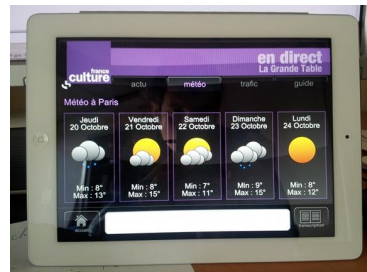 en direct
La Grande Table
france
culture
actu météo trafic guide
Météo à Paris
Jeudi
20 Octobre
Vendredi
21 Octobre
Samedi
22 Octobre
Dimanche
23 Octobre
Lundi
24 Octobre
Min : 8°
Max : 13°
Min : 8°
Max : 15°
Min : 7°
Max : 11°
Min : 9°
Max : 15°
Min : 8°
Max : 12°
accueil
transcription